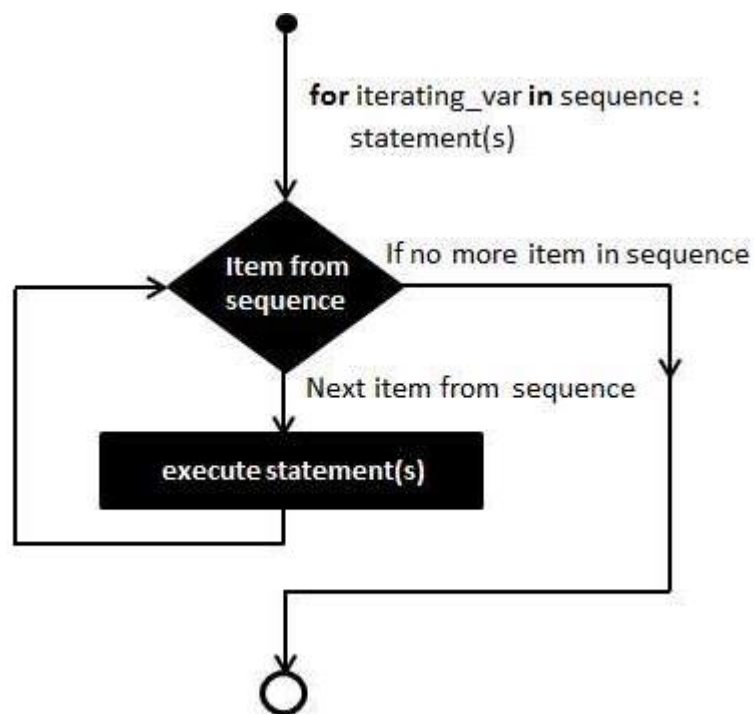 for iterating_var in sequence :
statement(s)
If no more item in sequence
Item from
sequence
Next item from sequence
execute statement(s)